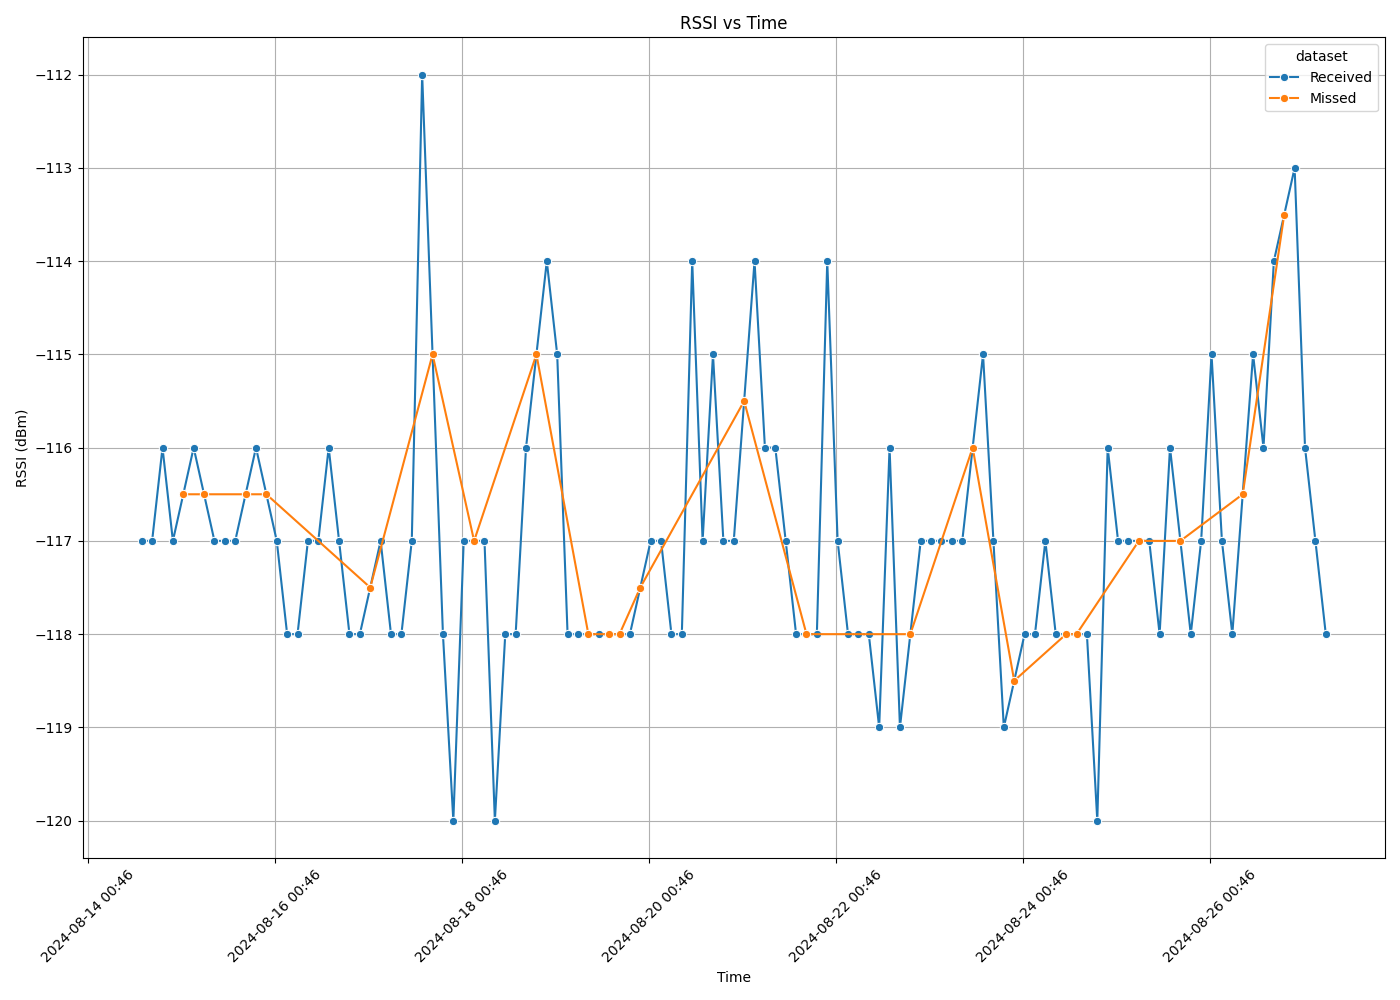 RSSI vs Time
dataset
Received
Missed
−112
−113
−114
−115
−116
−117
−118
−119
−120
RSSI (dBm)
2024-08-14 00:46
2024-08-16 00:46
2024-08-18 00:46
2024-08-20 00:46
2024-08-22 00:46
2024-08-24 00:46
2024-08-26 00:46
Time